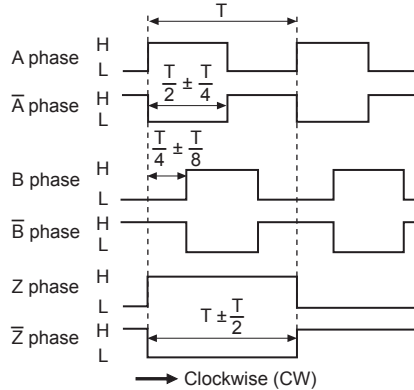 T
A phase H
L
A̅ phase H
L
T/2 ± T/4
T/4 ± T/8
B phase H
L
B̅ phase H
L
Z phase H
L
Z̅ phase H
L
T ± T/2
Clockwise (CW)